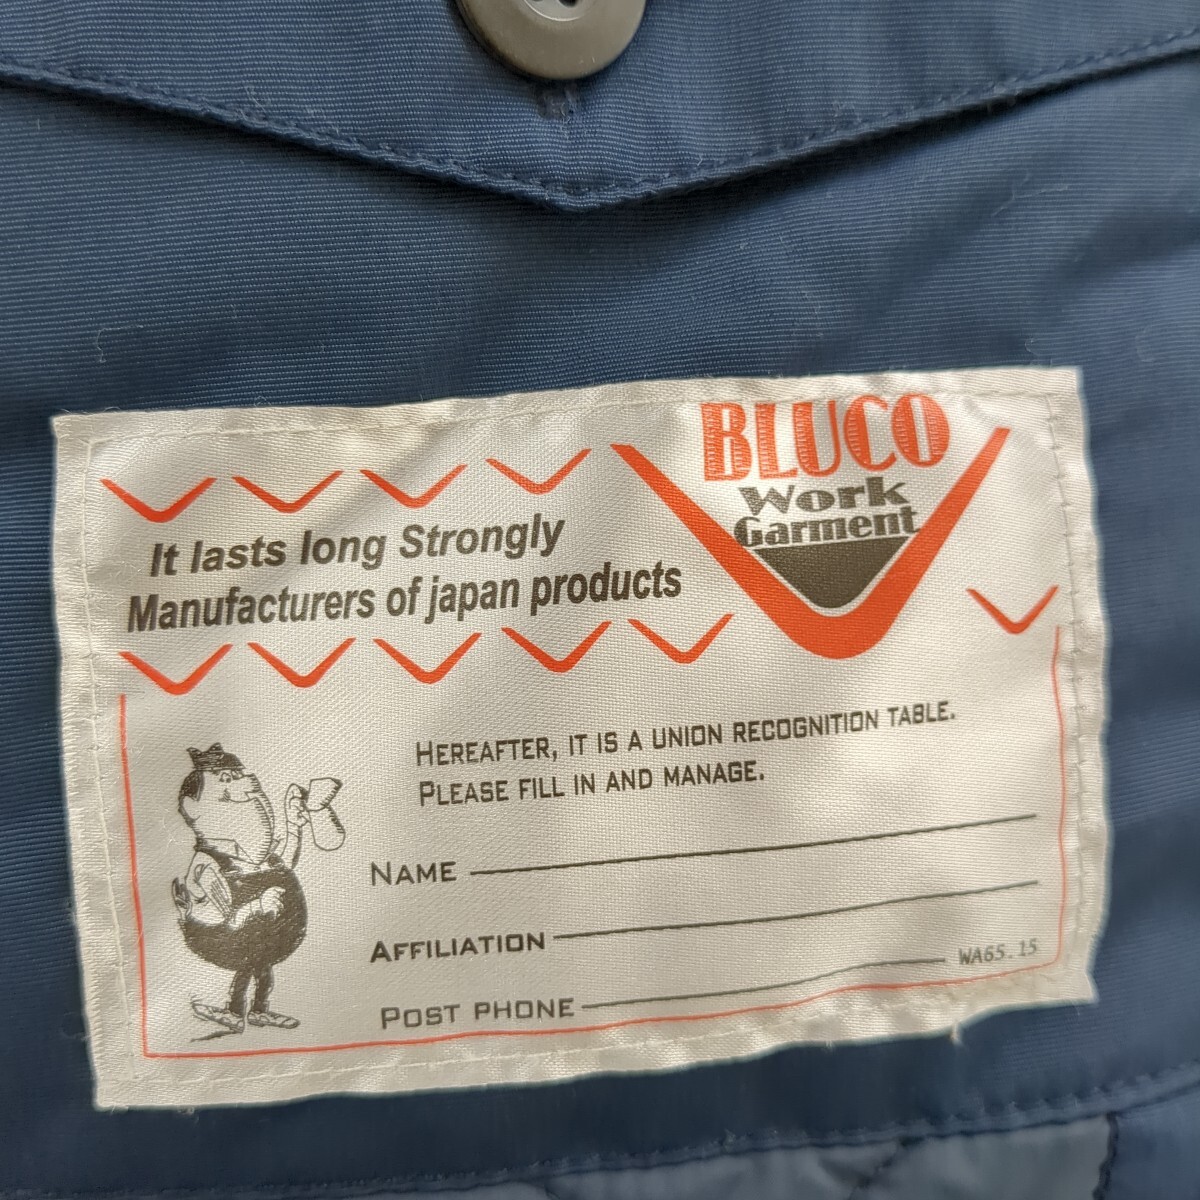 BLUCO
Work
Garment
It lasts long Strongly
Manufacturers of japan products
HEREAFTER, IT IS A UNION RECOGNITION TABLE.
PLEASE FILL IN AND MANAGE.
NAME
AFFILIATION
POST PHONE
WA65.15